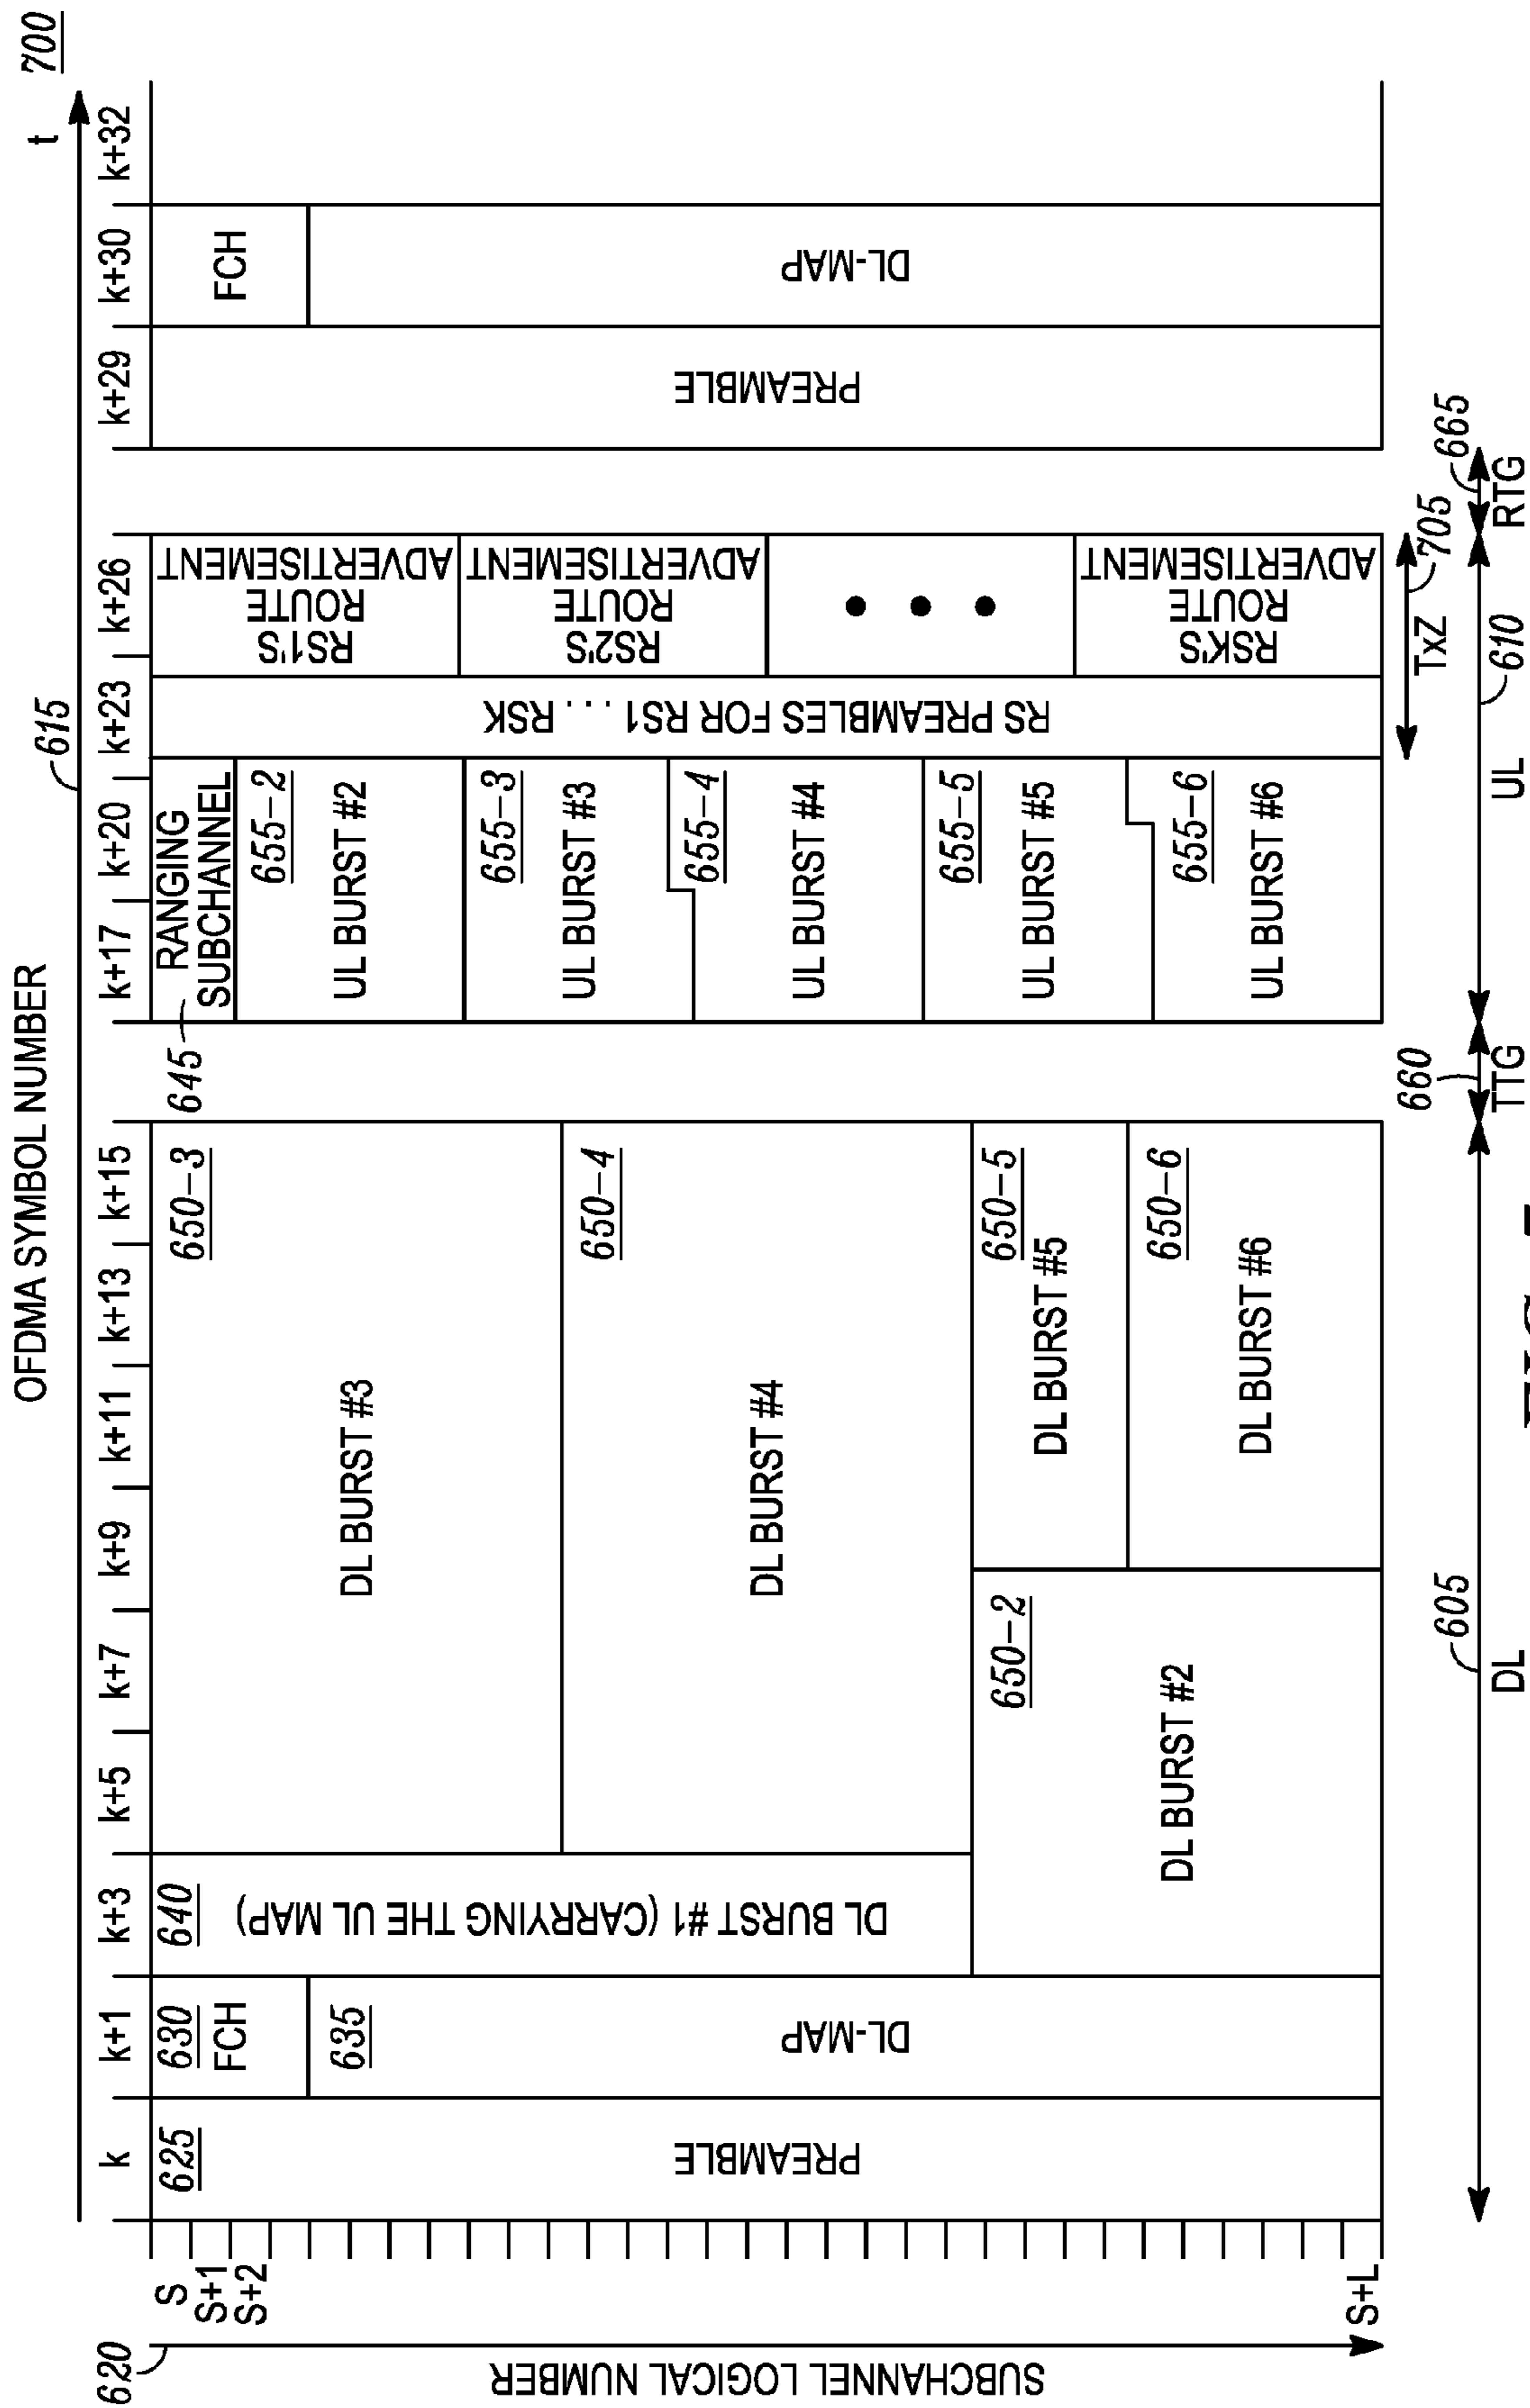 700
OFDMA SYMBOL NUMBER
615
t
k
k+1
k+3
k+5
k+7
k+9
k+11
k+13
k+15
k+17
k+20
k+23
k+26
k+29
k+30
k+32
620
SUBCHANNEL LOGICAL NUMBER
S
S+1
S+2
S+L
625
PREAMBLE
630
FCH
635
DL-MAP
640
DL BURST #1 (CARRYING THE UL MAP)
650-3
DL BURST #3
650-4
DL BURST #4
650-2
DL BURST #2
650-5
DL BURST #5
650-6
DL BURST #6
645
RANGING
SUBCHANNEL
655-2
UL BURST #2
655-3
UL BURST #3
655-4
UL BURST #4
655-5
UL BURST #5
655-6
UL BURST #6
RS PREAMBLES FOR RS1 ... RSK
RS1'S
ROUTE
ADVERTISEMENT
RS2'S
ROUTE
ADVERTISEMENT
RSK'S
ROUTE
ADVERTISEMENT
PREAMBLE
FCH
DL-MAP
TxZ
705
605
DL
660
TTG
610
UL
665
RTG